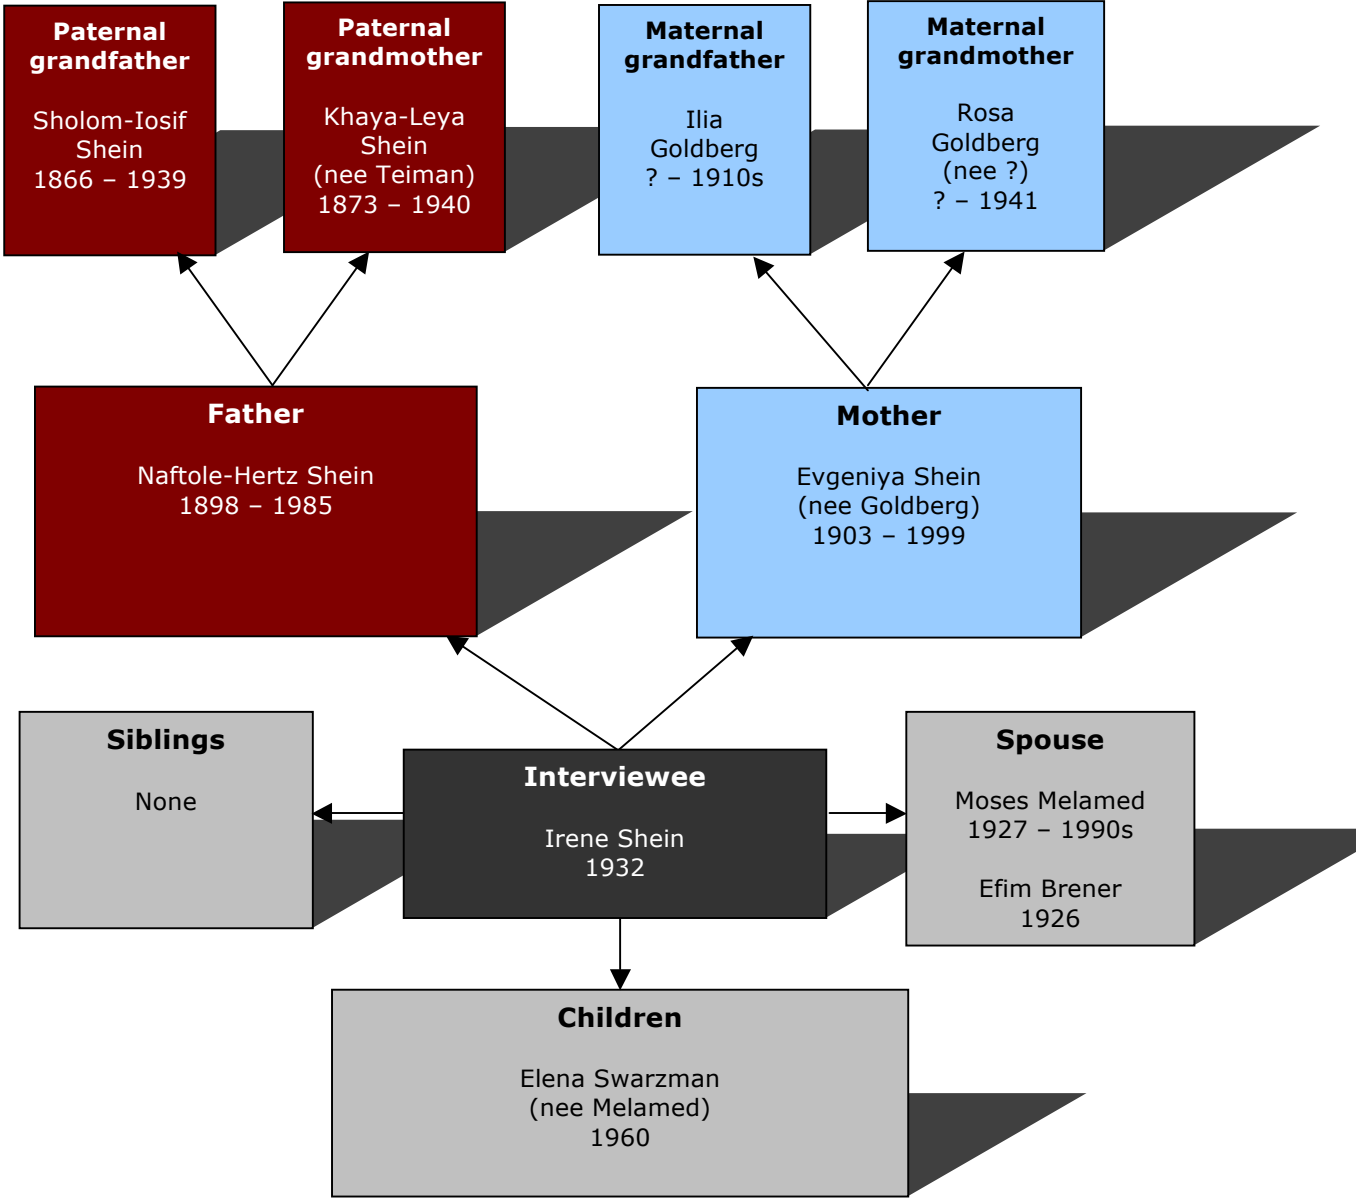 Paternal
grandfather
Sholom-Iosif
Shein
1866 – 1939
Paternal
grandmother
Khaya-Leya
Shein
(nee Teiman)
1873 – 1940
Maternal
grandfather
Ilia
Goldberg
? – 1910s
Maternal
grandmother
Rosa
Goldberg
(nee ?)
? – 1941
Father
Naftole-Hertz Shein
1898 – 1985
Mother
Evgeniya Shein
(nee Goldberg)
1903 – 1999
Siblings
None
Interviewee
Irene Shein
1932
Spouse
Moses Melamed
1927 – 1990s
Efim Brener
1926
Children
Elena Swarzman
(nee Melamed)
1960